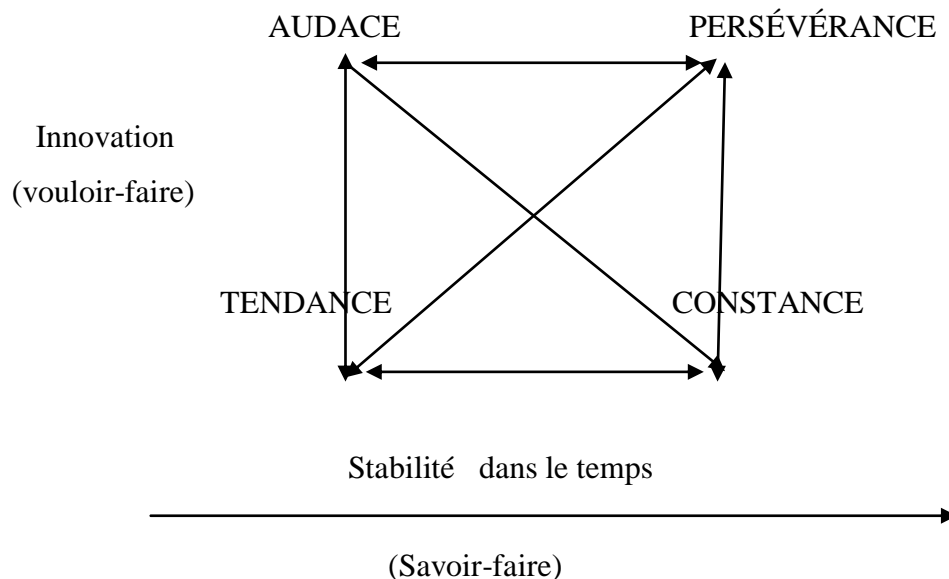 AUDACE PERSÉVÉRANCE
Innovation
(vouloir-faire)
TENDANCE CONSTANCE
Stabilité dans le temps
(Savoir-faire)